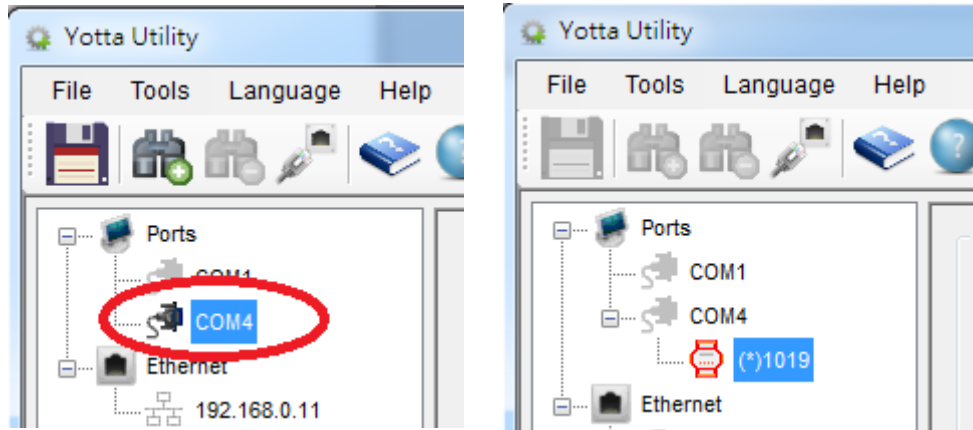 Yotta Utility
File Tools Language Help
Ports
COM1
COM4
Ethernet
192.168.0.11
Yotta Utility
File Tools Language Help
Ports
COM1
COM4
(*)1019
Ethernet